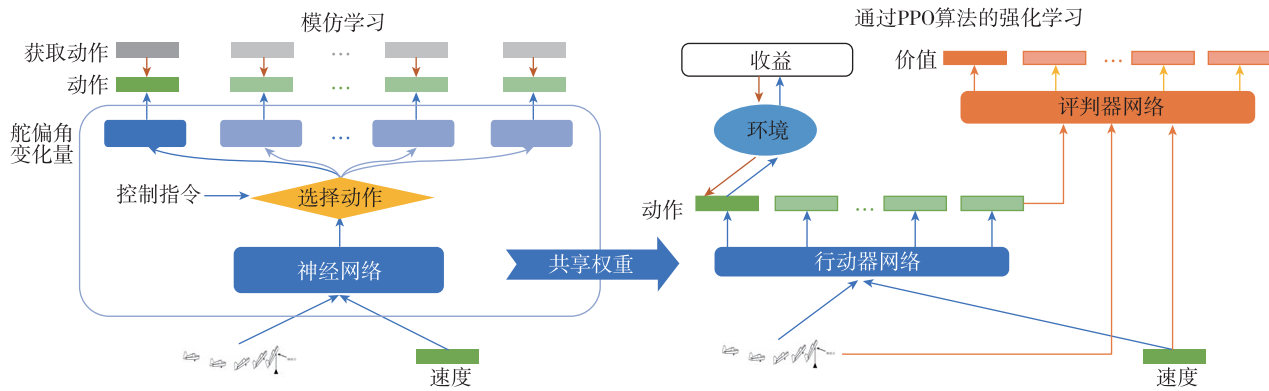 模仿学习
获取动作
...
动作
...
舵偏角
变化量
...
控制指令
选择动作
神经网络
速度
共享权重
通过PPO算法的强化学习
收益
价值
...
评判器网络
环境
动作
...
行动器网络
速度